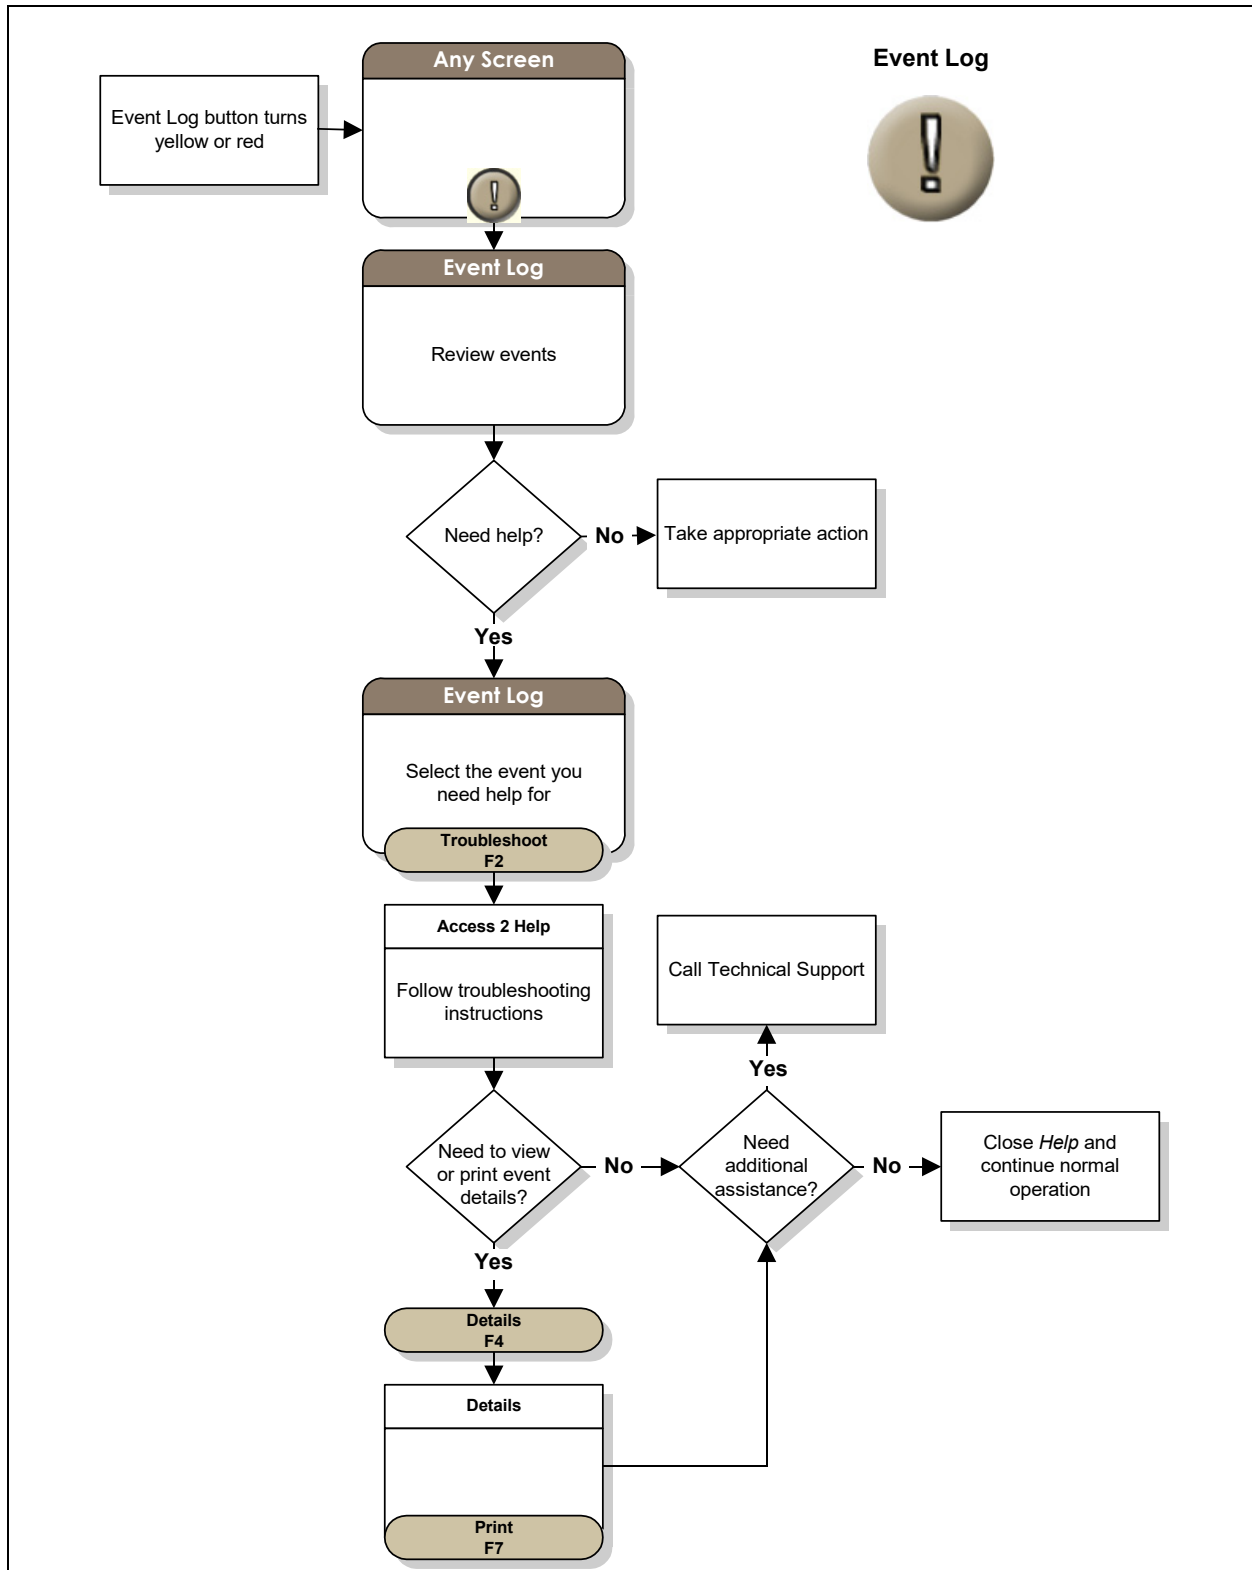 Any Screen
Event Log
Event Log button turns
yellow or red
!
!
Event Log
Review events
Need help?
No
Take appropriate action
Yes
Event Log
Select the event you
need help for
Troubleshoot
F2
Access 2 Help
Follow troubleshooting
instructions
Call Technical Support
Yes
Need to view
or print event
details?
No
Need
additional
assistance?
No
Close Help and
continue normal
operation
Yes
Details
F4
Details
Print
F7